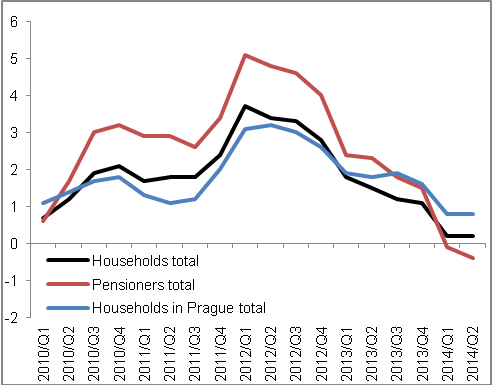 6
5
4
3
2
1
0
-1
-2
Households total
Pensioners total
Households in Prague total
2010/Q1
2010/Q2
2010/Q3
2010/Q4
2011/Q1
2011/Q2
2011/Q3
2011/Q4
2012/Q1
2012/Q2
2012/Q3
2012/Q4
2013/Q1
2013/Q2
2013/Q3
2013/Q4
2014/Q1
2014/Q2